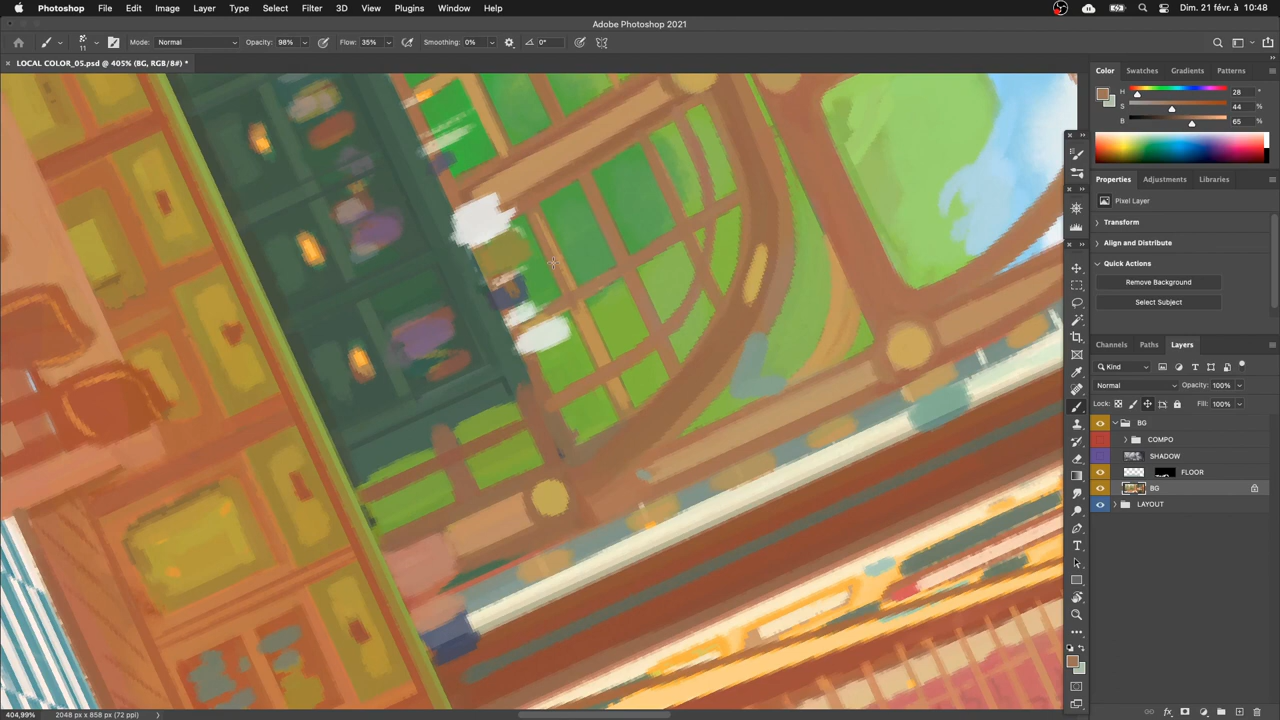 Photoshop File Edit Image Layer Type Select Filter 3D View Plugins Window Help Dim. 21 févr. à 10:48
Adobe Photoshop 2021
11 Mode: Normal Opacity: 98% Flow: 35% Smoothing: 0% 0°
LOCAL COLOR_05.psd @ 405% (BG, RGB/8#) *
Color Swatches Gradients Patterns
H 28 °
S 44 %
B 65 %
Properties Adjustments Libraries
Pixel Layer
Transform
Align and Distribute
Quick Actions
Remove Background
Select Subject
Channels Paths Layers
Kind
Normal Opacity: 100%
Lock: Fill: 100%
BG
COMPO
SHADOW
FLOOR
BG
LAYOUT
404,99% 2048 px x 858 px (72 ppi)